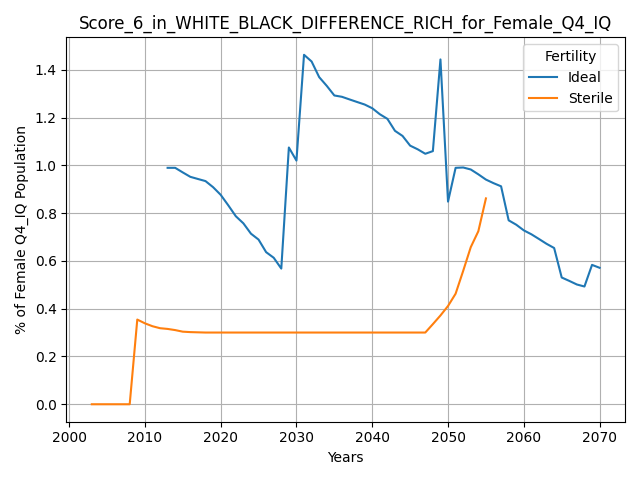 Score_6_in_WHITE_BLACK_DIFFERENCE_RICH_for_Female_Q4_IQ
Fertility
Ideal
Sterile
% of Female Q4_IQ Population
1.4
1.2
1.0
0.8
0.6
0.4
0.2
0.0
2000 2010 2020 2030 2040 2050 2060 2070
Years